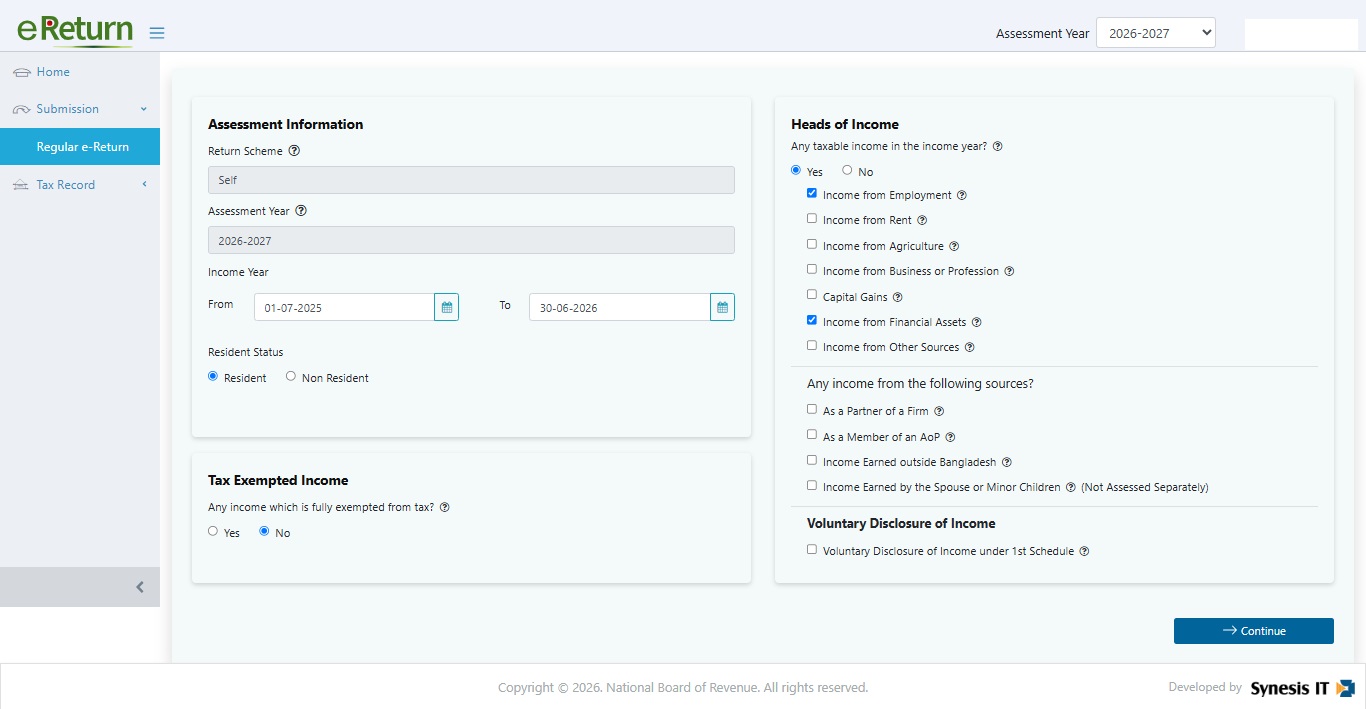 eReturn
Assessment Year 2026-2027
Home
Submission
Regular e-Return
Tax Record
Assessment Information
Return Scheme
Self
Assessment Year
2026-2027
Income Year
From 01-07-2025 To 30-06-2026
Resident Status
Resident Non Resident
Tax Exempted Income
Any income which is fully exempted from tax?
Yes No
Heads of Income
Any taxable income in the income year?
Yes No
Income from Employment
Income from Rent
Income from Agriculture
Income from Business or Profession
Capital Gains
Income from Financial Assets
Income from Other Sources
Any income from the following sources?
As a Partner of a Firm
As a Member of an AoP
Income Earned outside Bangladesh
Income Earned by the Spouse or Minor Children (Not Assessed Separately)
Voluntary Disclosure of Income
Voluntary Disclosure of Income under 1st Schedule
Continue
Copyright © 2026. National Board of Revenue. All rights reserved.
Developed by Synesis IT